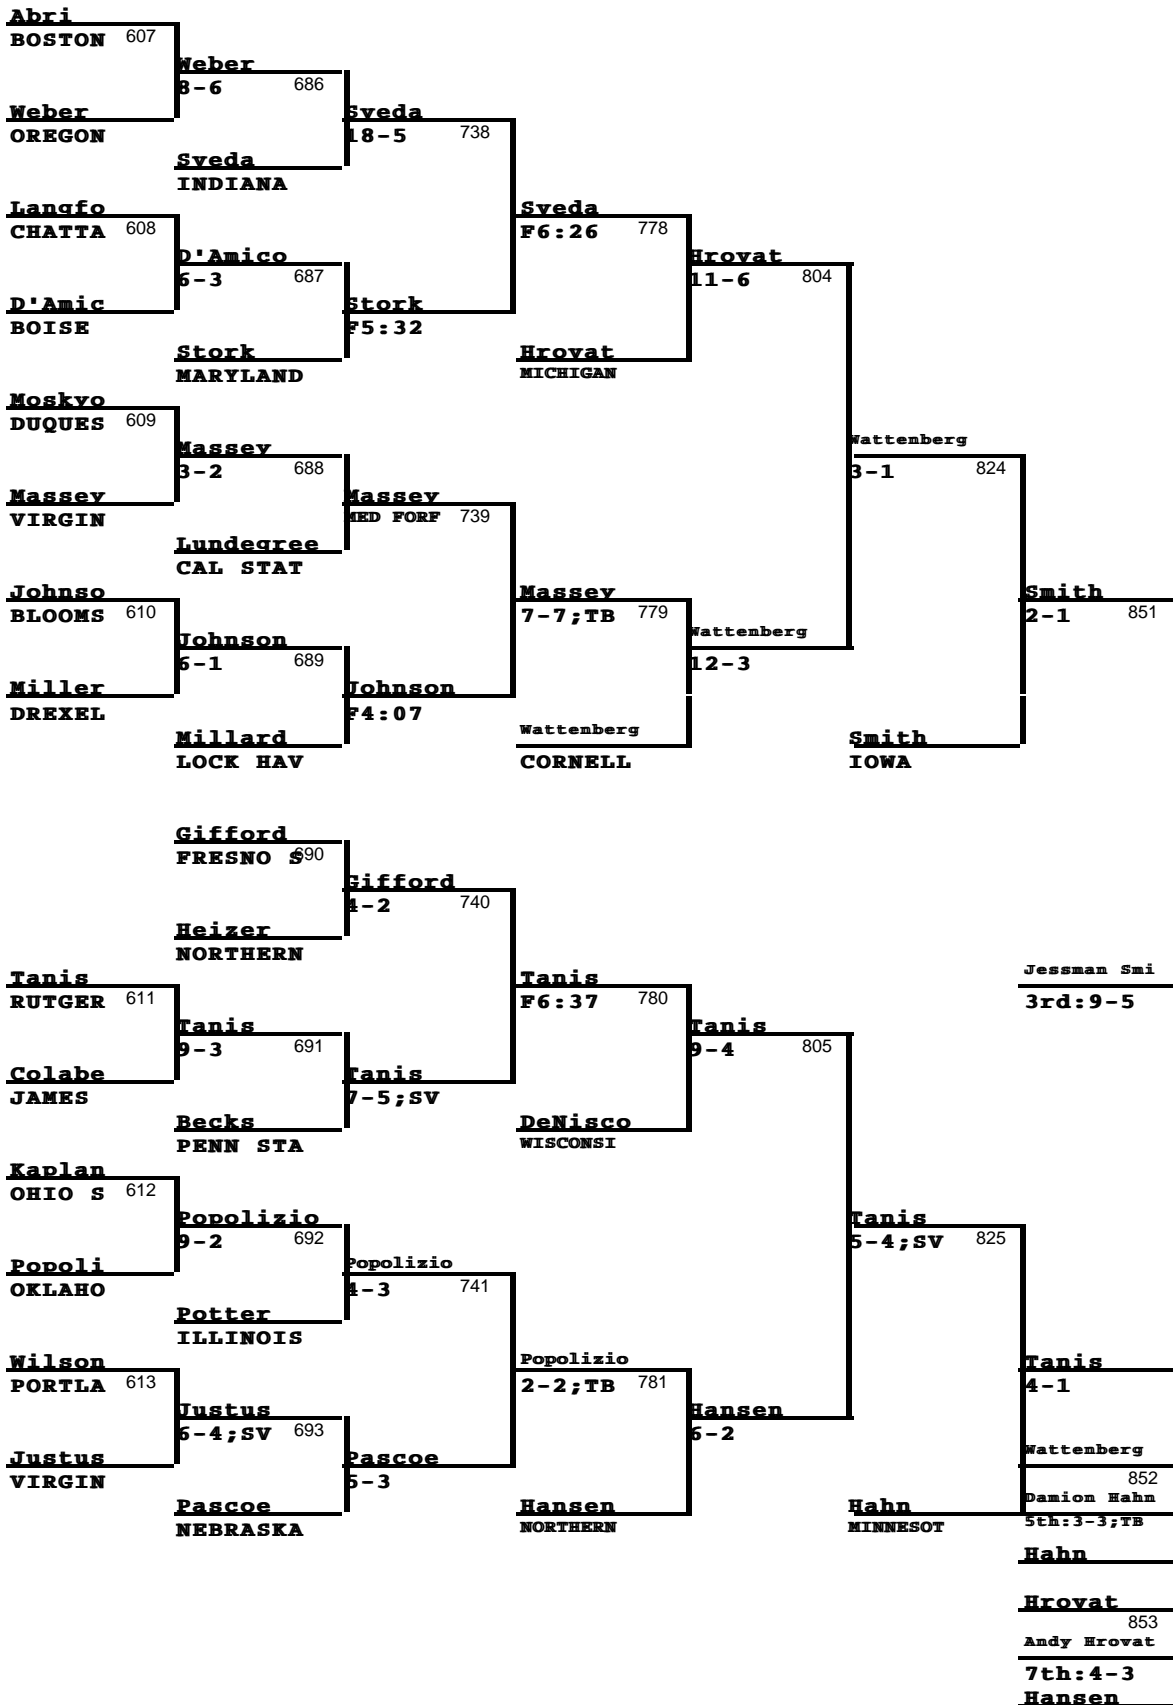 Abri
BOSTON 607
Weber
8-6 686
Weber
OREGON
Sveda
18-5 738
Sveda
INDIANA
Langfo
CHATTA 608
Sveda
F6:26 778
D'Amico
6-3 687
Hrovat
11-6 804
D'Amic
BOISE
Stork
F5:32
Stork
MARYLAND
Hrovat
MICHIGAN
Moskvo
DUQUES 609
Massey
3-2 688
Wattenberg
3-1 824
Massey
VIRGIN
Massey
MED FORF 739
Lundegree
CAL STAT
Johnso
BLOOMS 610
Massey
7-7;TB 779
Smith
2-1 851
Johnson
6-1 689
Wattenberg
12-3
Miller
DREXEL
Johnson
F4:07
Millard
LOCK HAV
Wattenberg
CORNELL
Smith
IOWA
Gifford
FRESNO S 690
Gifford
4-2 740
Heizer
NORTHERN
Tanis
RUTGER 611
Tanis
F6:37 780
Jessman Smi
3rd:9-5
Tanis
9-3 691
Tanis
9-4 805
Colabe
JAMES
Tanis
7-5;SV
Becks
PENN STA
DeNisco
WISCONSI
Kaplan
OHIO S 612
Popolizio
9-2 692
Tanis
5-4;SV 825
Popoli
OKLAHO
Popolizio
4-3 741
Potter
ILLINOIS
Wilson
PORTLA 613
Popolizio
2-2;TB 781
Tanis
4-1
Justus
6-4;SV 693
Hansen
6-2
Justus
VIRGIN
Pascoe
5-3
Wattenberg
852
Pascoe
NEBRASKA
Hansen
NORTHERN
Hahn
MINNESOT
Damion Hahn
5th:3-3;TB
Hahn
Hrovat
853
Andy Hrovat
7th:4-3
Hansen